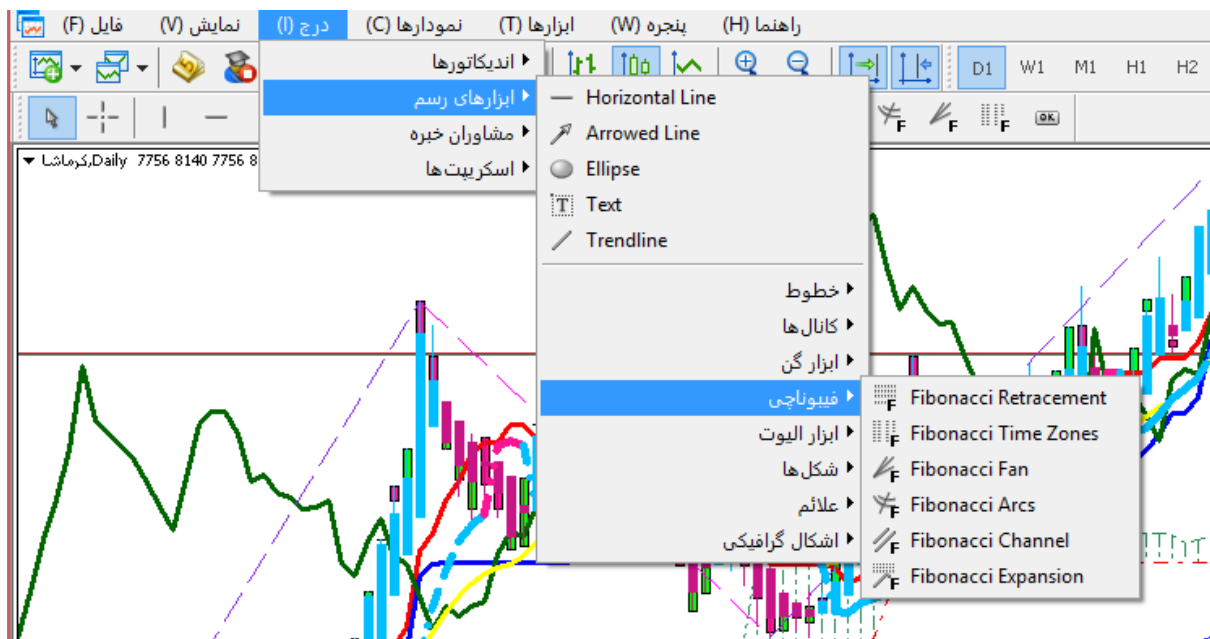 فایل (F) نمایش (V) درج (I) نمودارها (C) ابزارها (T) پنجره (W) راهنما (H)
اندیکاتورها
ابزارهای رسم
مشاوران خبره
اسکریپت‌ها
D1 W1 M1 H1 H2
F F F OK
کرماشا,Daily 7756 8140 7756 8
Horizontal Line
Arrowed Line
Ellipse
T Text
Trendline
خطوط
کانال‌ها
ابزار گن
فیبوناچی
ابزار الیوت
شکل‌ها
علائم
اشکال گرافیکی
F Fibonacci Retracement
F Fibonacci Time Zones
F Fibonacci Fan
F Fibonacci Arcs
F Fibonacci Channel
F Fibonacci Expansion